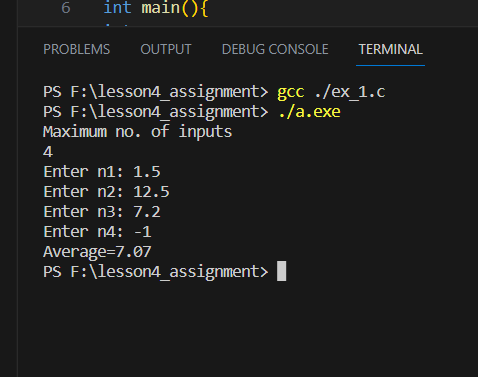 6 int main(){
PROBLEMS OUTPUT DEBUG CONSOLE TERMINAL
PS F:\lesson4_assignment> gcc ./ex_1.c
PS F:\lesson4_assignment> ./a.exe
Maximum no. of inputs
4
Enter n1: 1.5
Enter n2: 12.5
Enter n3: 7.2
Enter n4: -1
Average=7.07
PS F:\lesson4_assignment>